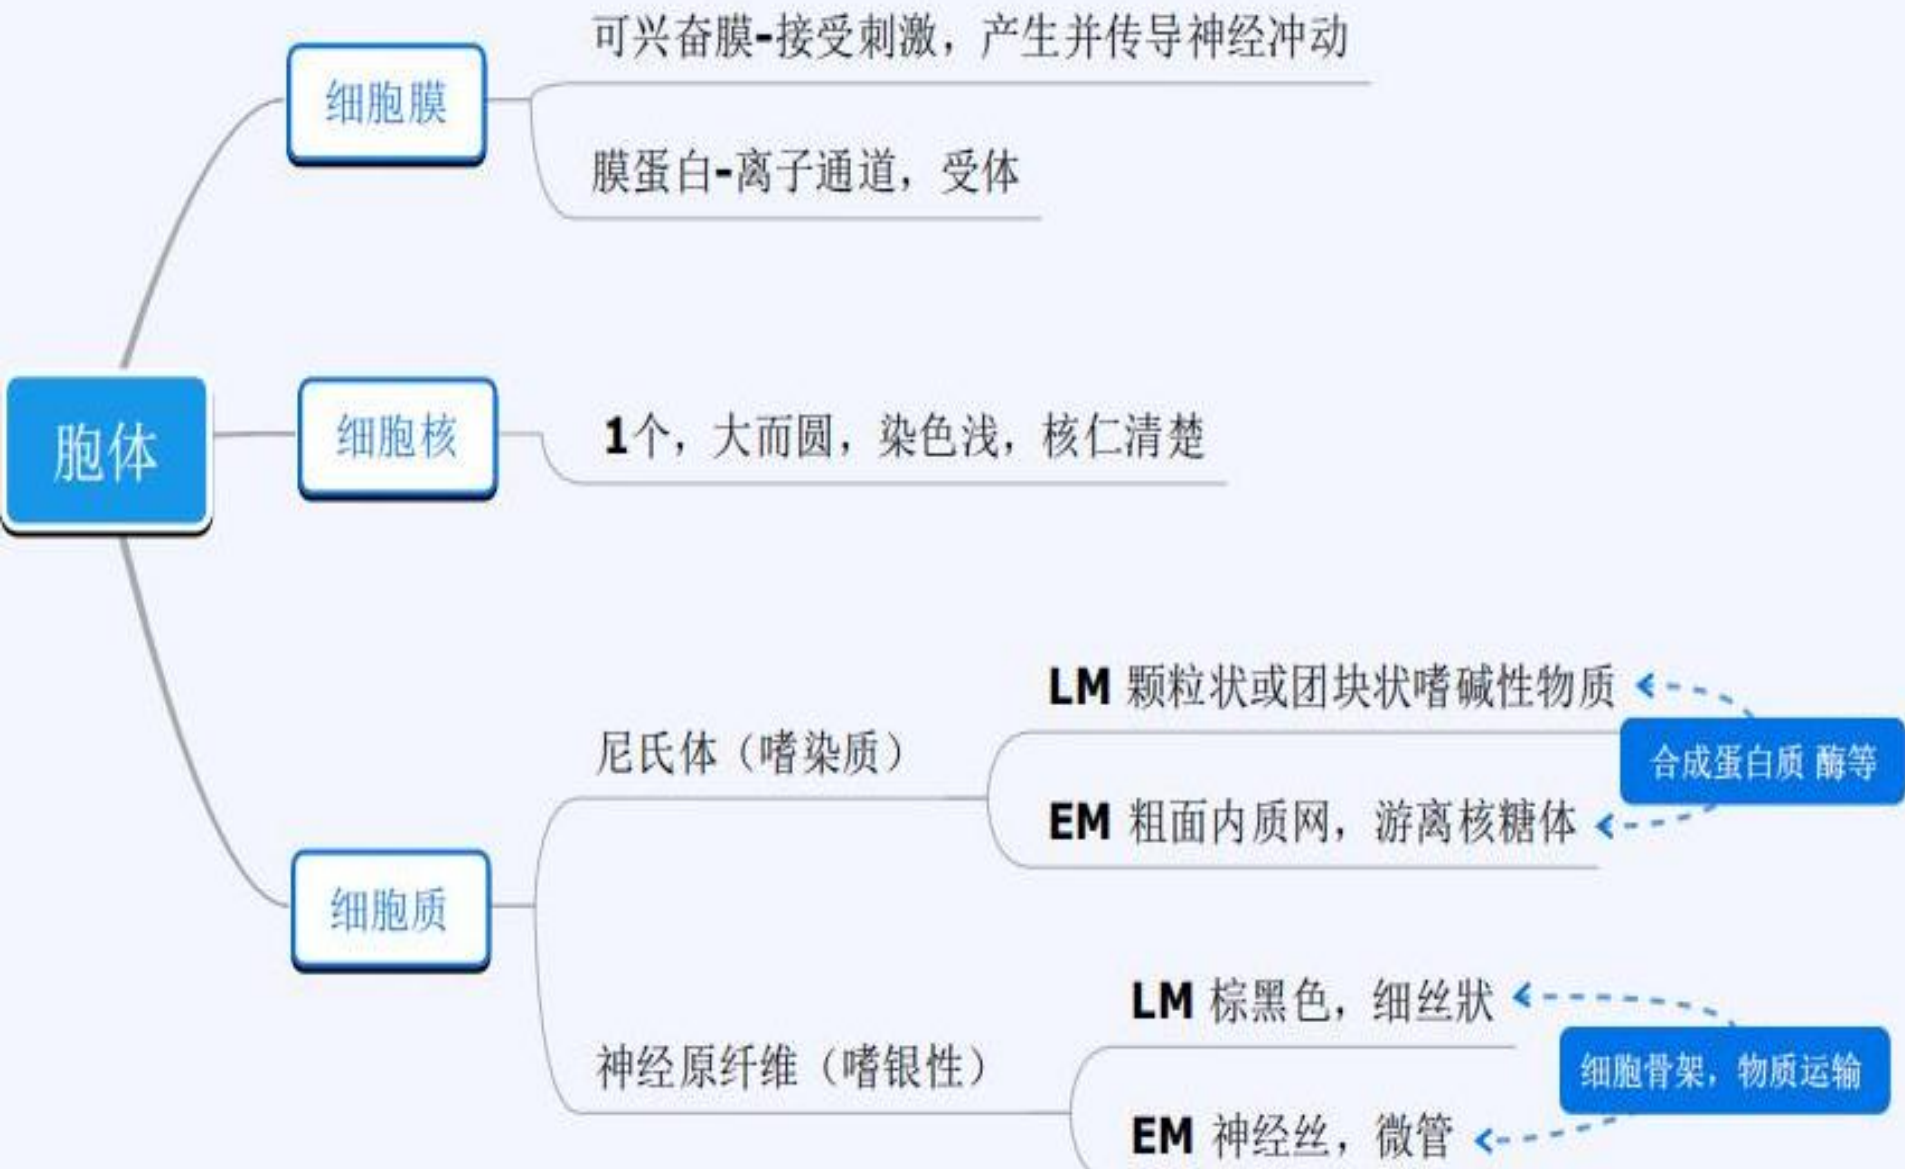 可兴奋膜-接受刺激，产生并传导神经冲动
细胞膜
膜蛋白-离子通道，受体
胞体
细胞核
1个，大而圆，染色浅，核仁清楚
LM 颗粒状或团块状嗜碱性物质
尼氏体（嗜染质）
合成蛋白质 酶等
EM 粗面内质网，游离核糖体
细胞质
LM 棕黑色，细丝狀
神经原纤维（嗜银性）
细胞骨架，物质运输
EM 神经丝，微管